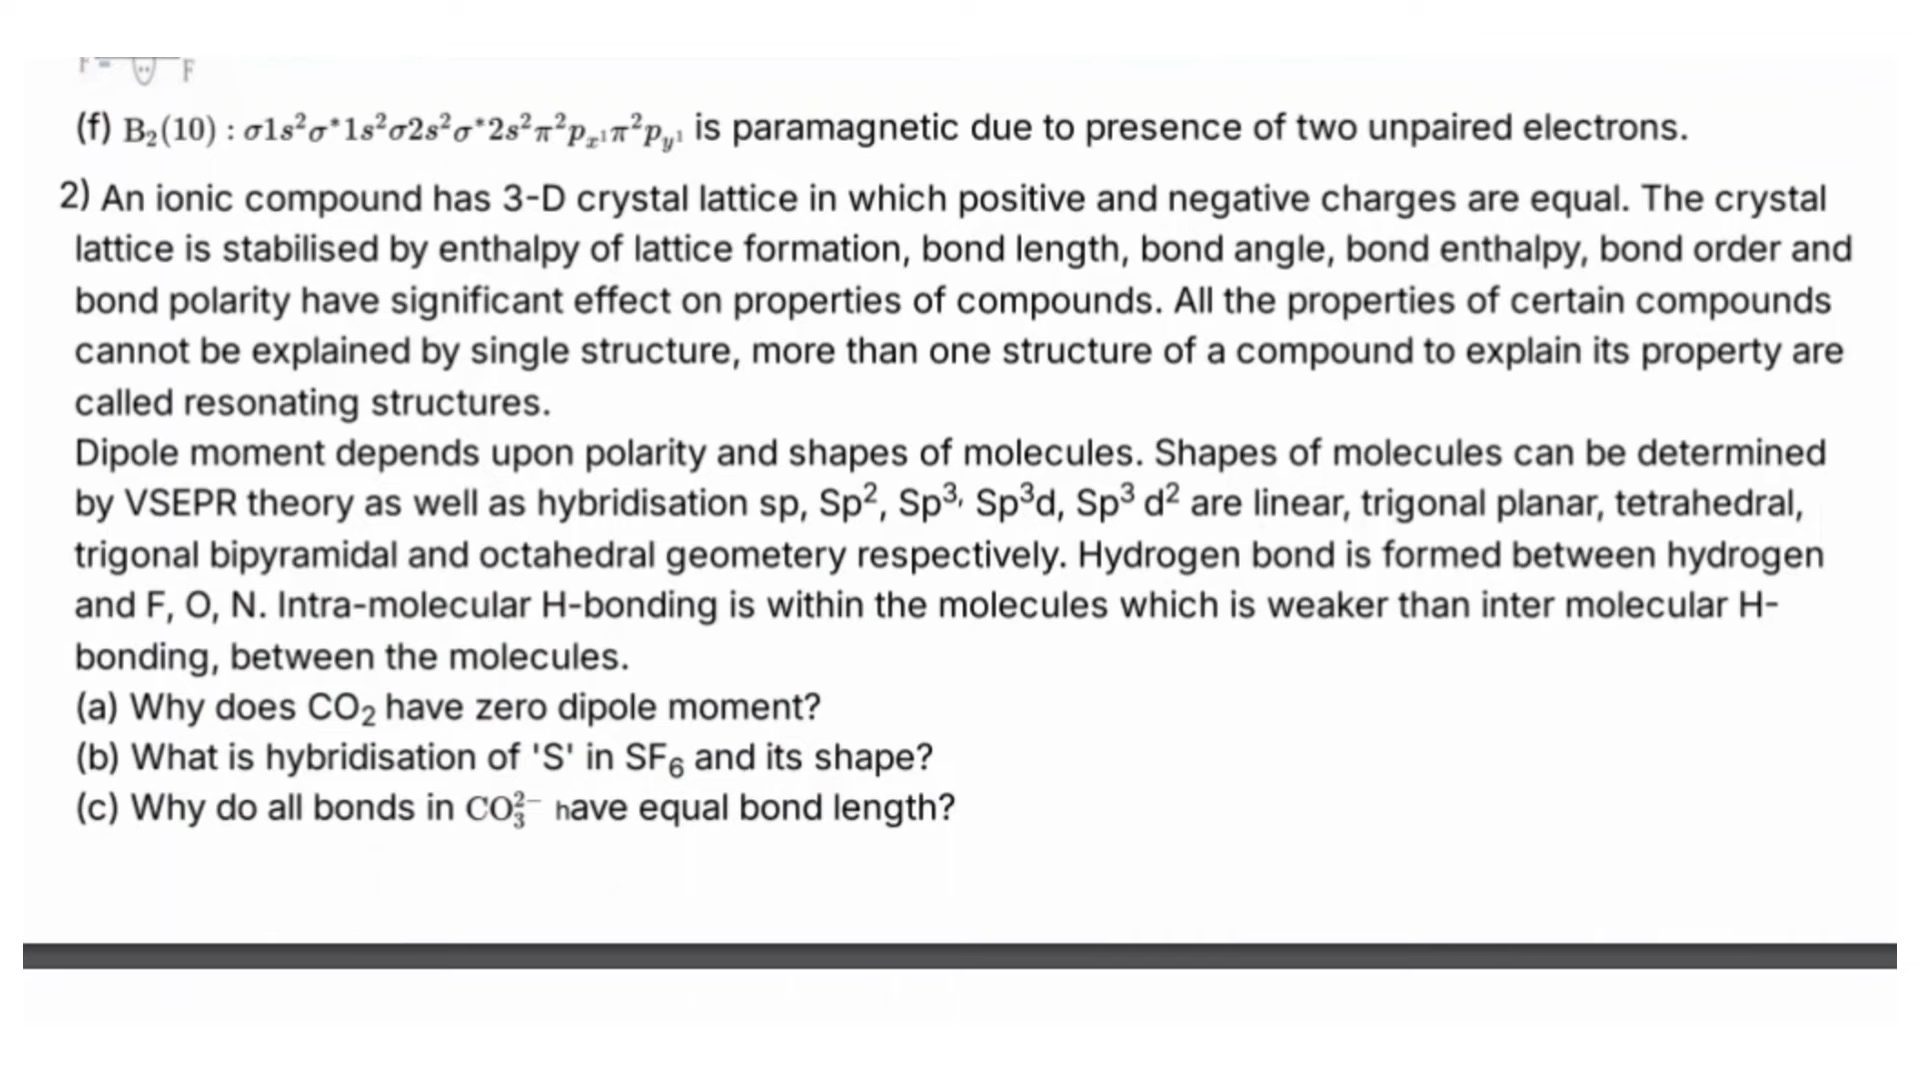 F F
(f) B₂(10) : σ1s²σ*1s²σ2s²σ*2s²π²pₓ¹π²p_y¹ is paramagnetic due to presence of two unpaired electrons.
2) An ionic compound has 3-D crystal lattice in which positive and negative charges are equal. The crystal
lattice is stabilised by enthalpy of lattice formation, bond length, bond angle, bond enthalpy, bond order and
bond polarity have significant effect on properties of compounds. All the properties of certain compounds
cannot be explained by single structure, more than one structure of a compound to explain its property are
called resonating structures.
Dipole moment depends upon polarity and shapes of molecules. Shapes of molecules can be determined
by VSEPR theory as well as hybridisation sp, Sp², Sp³, Sp³d, Sp³ d² are linear, trigonal planar, tetrahedral,
trigonal bipyramidal and octahedral geometery respectively. Hydrogen bond is formed between hydrogen
and F, O, N. Intra-molecular H-bonding is within the molecules which is weaker than inter molecular H-
bonding, between the molecules.
(a) Why does CO₂ have zero dipole moment?
(b) What is hybridisation of 'S' in SF₆ and its shape?
(c) Why do all bonds in CO₃²⁻ have equal bond length?